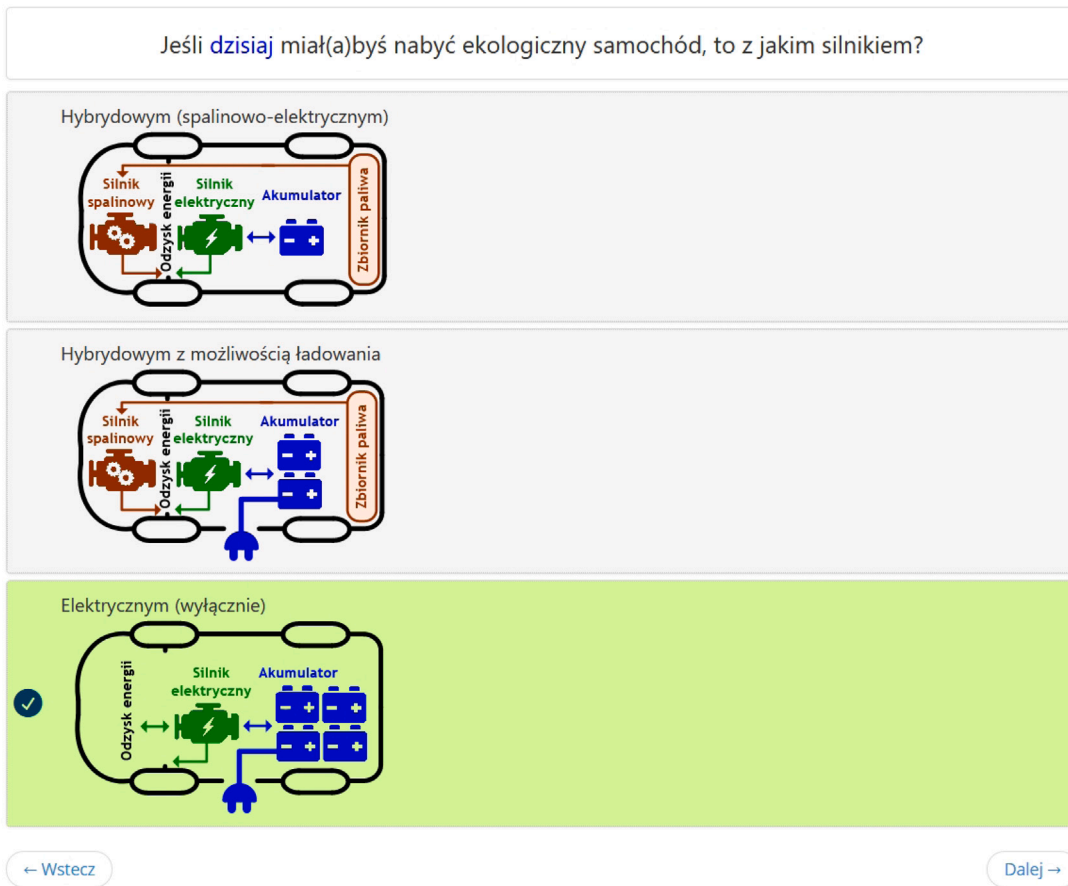 Jeśli dzisiaj miał(a)byś nabyć ekologiczny samochód, to z jakim silnikiem?
Hybrydowym (spalinowo-elektrycznym)
Silnik spalinowy
Odzysk energii
Silnik elektryczny
Akumulator
Zbiornik paliwa
Hybrydowym z możliwością ładowania
Silnik spalinowy
Odzysk energii
Silnik elektryczny
Akumulator
Zbiornik paliwa
Elektrycznym (wyłącznie)
Odzysk energii
Silnik elektryczny
Akumulator
← Wstecz
Dalej →